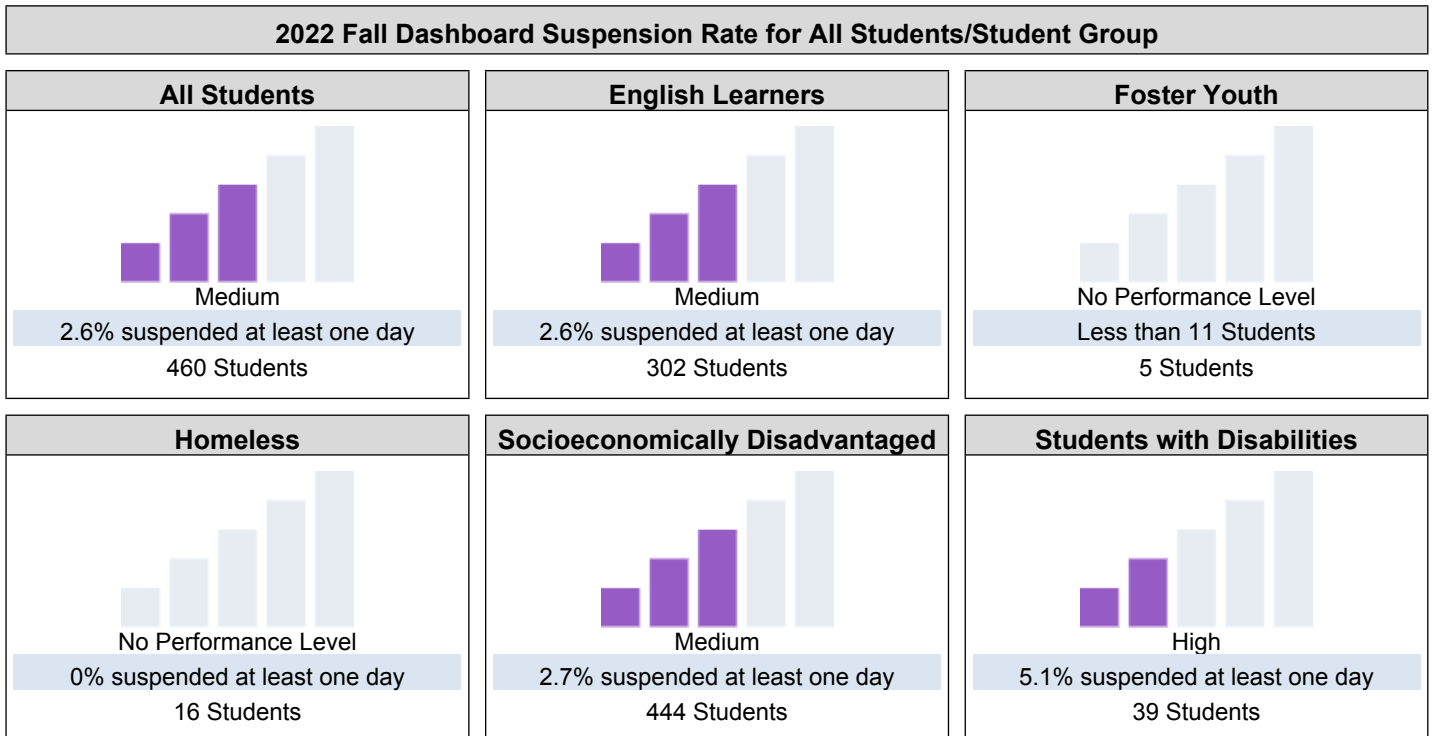 2022 Fall Dashboard Suspension Rate for All Students/Student Group
All Students
Medium
2.6% suspended at least one day
460 Students
English Learners
Medium
2.6% suspended at least one day
302 Students
Foster Youth
No Performance Level
Less than 11 Students
5 Students
Homeless
No Performance Level
0% suspended at least one day
16 Students
Socioeconomically Disadvantaged
Medium
2.7% suspended at least one day
444 Students
Students with Disabilities
High
5.1% suspended at least one day
39 Students